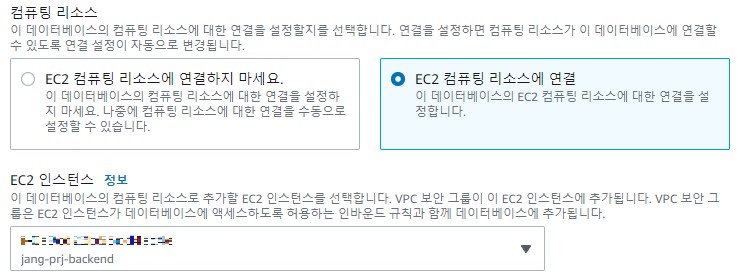 컴퓨팅 리소스
이 데이터베이스의 컴퓨팅 리소스에 대한 연결을 설정할지를 선택합니다. 연결을 설정하면 컴퓨팅 리소스가 이 데이터베이스에 연결할
수 있도록 연결 설정이 자동으로 변경됩니다.
EC2 컴퓨팅 리소스에 연결하지 마세요.
이 데이터베이스의 컴퓨팅 리소스에 대한 연결을 설정하
지 마세요. 나중에 컴퓨팅 리소스에 대한 연결을 수동으로
설정할 수 있습니다.
EC2 컴퓨팅 리소스에 연결
이 데이터베이스의 EC2 컴퓨팅 리소스에 대한 연결을 설
정합니다.
EC2 인스턴스 정보
이 데이터베이스의 컴퓨팅 리소스로 추가할 EC2 인스턴스를 선택합니다. VPC 보안 그룹이 이 EC2 인스턴스에 추가됩니다. VPC 보안 그
룹은 EC2 인스턴스가 데이터베이스에 액세스하도록 허용하는 인바운드 규칙과 함께 데이터베이스에 추가됩니다.
jang-prj-backend